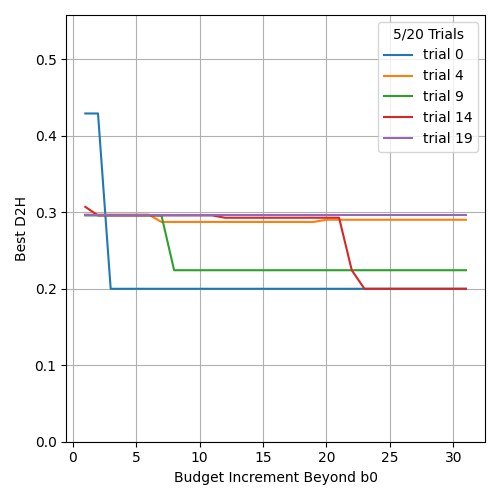 5/20 Trials
trial 0
trial 4
trial 9
trial 14
trial 19
Best D2H
0.5
0.4
0.3
0.2
0.1
0.0
0 5 10 15 20 25 30
Budget Increment Beyond b0